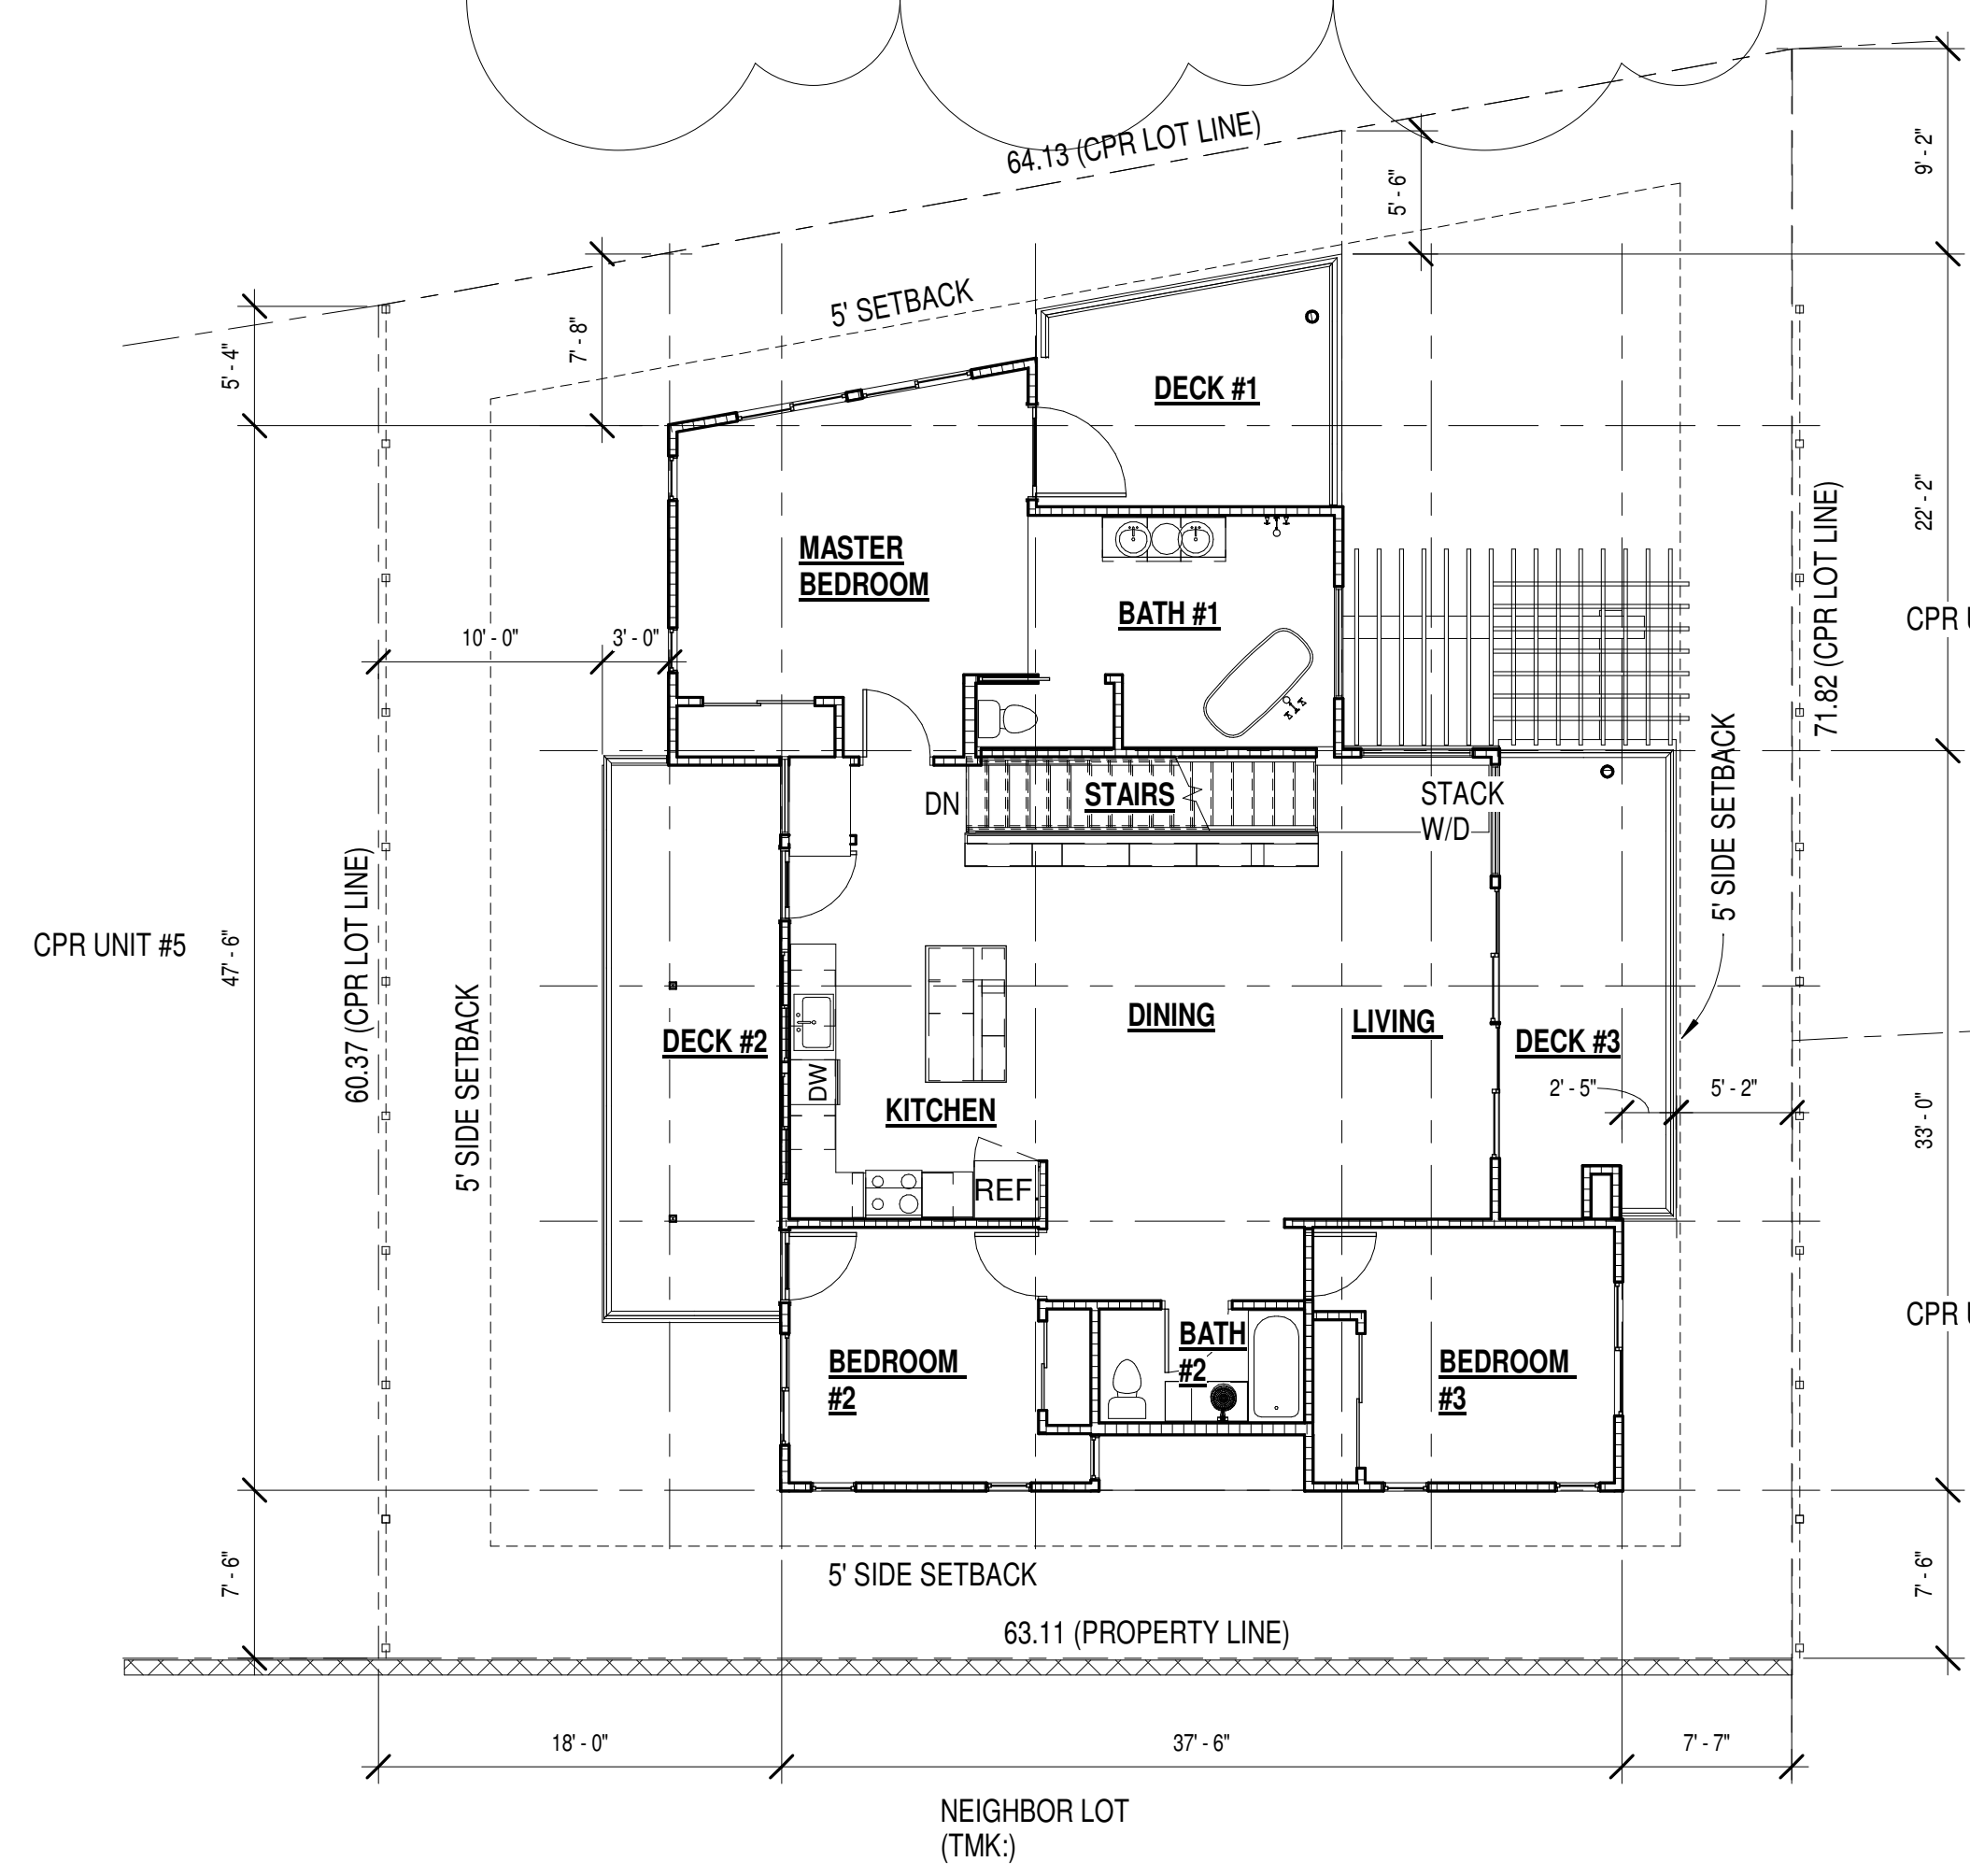 64.13 (CPR LOT LINE)
9' - 2"
5' - 6"
5' SETBACK
7' - 8"
5' - 4"
DECK #1
22' - 2"
71.82 (CPR LOT LINE)
MASTER
BEDROOM
BATH #1
CPR U
10' - 0"
3' - 0"
5' SIDE SETBACK
DN
STAIRS
STACK
W/D
60.37 (CPR LOT LINE)
CPR UNIT #5
47' - 6"
5' SIDE SETBACK
DECK #2
DINING
LIVING
DECK #3
DW
2' - 5"
5' - 2"
KITCHEN
33' - 0"
REF
CPR U
BATH
#2
BEDROOM
#2
BEDROOM
#3
7' - 6"
5' SIDE SETBACK
7' - 6"
63.11 (PROPERTY LINE)
18' - 0"
37' - 6"
7' - 7"
NEIGHBOR LOT
(TMK:)